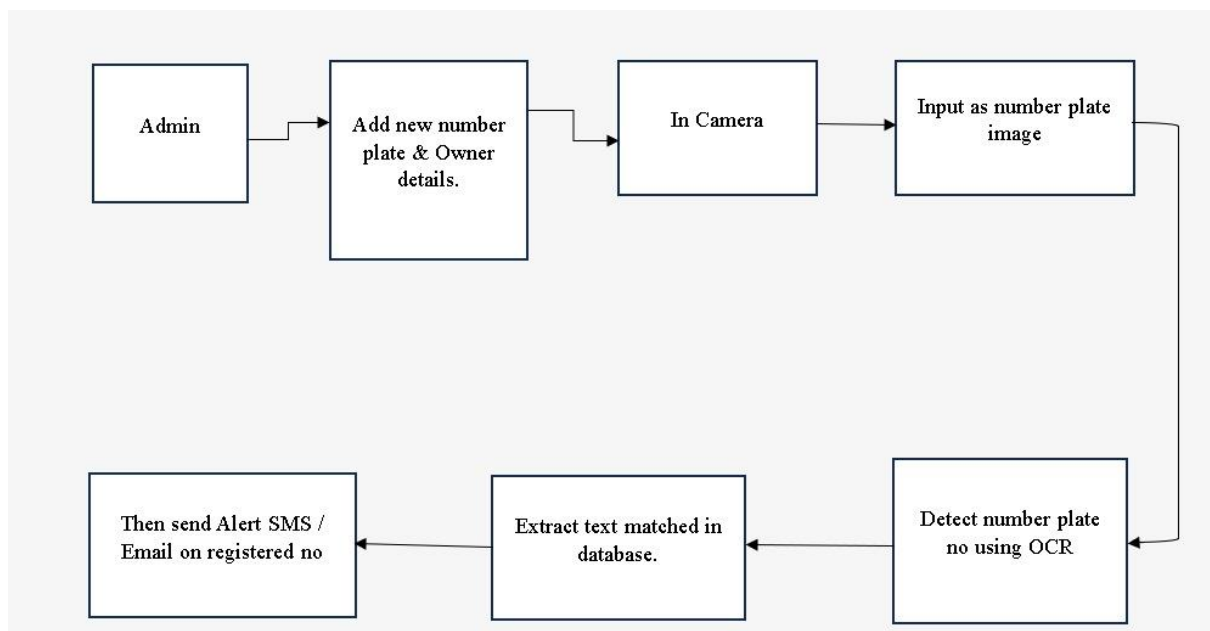 Admin
Add new number
plate & Owner
details.
In Camera
Input as number plate
image
Detect number plate
no using OCR
Extract text matched in
database.
Then send Alert SMS /
Email on registered no